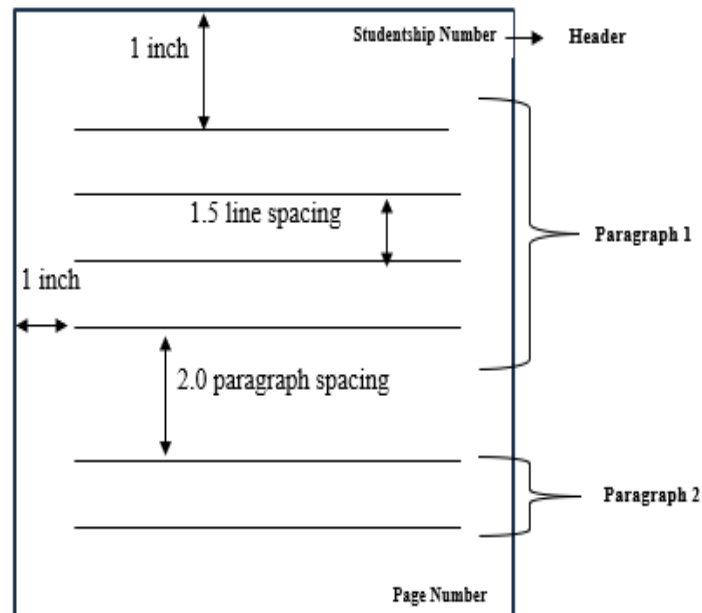 Studentship Number
Header
1 inch
1.5 line spacing
Paragraph 1
1 inch
2.0 paragraph spacing
Paragraph 2
Page Number